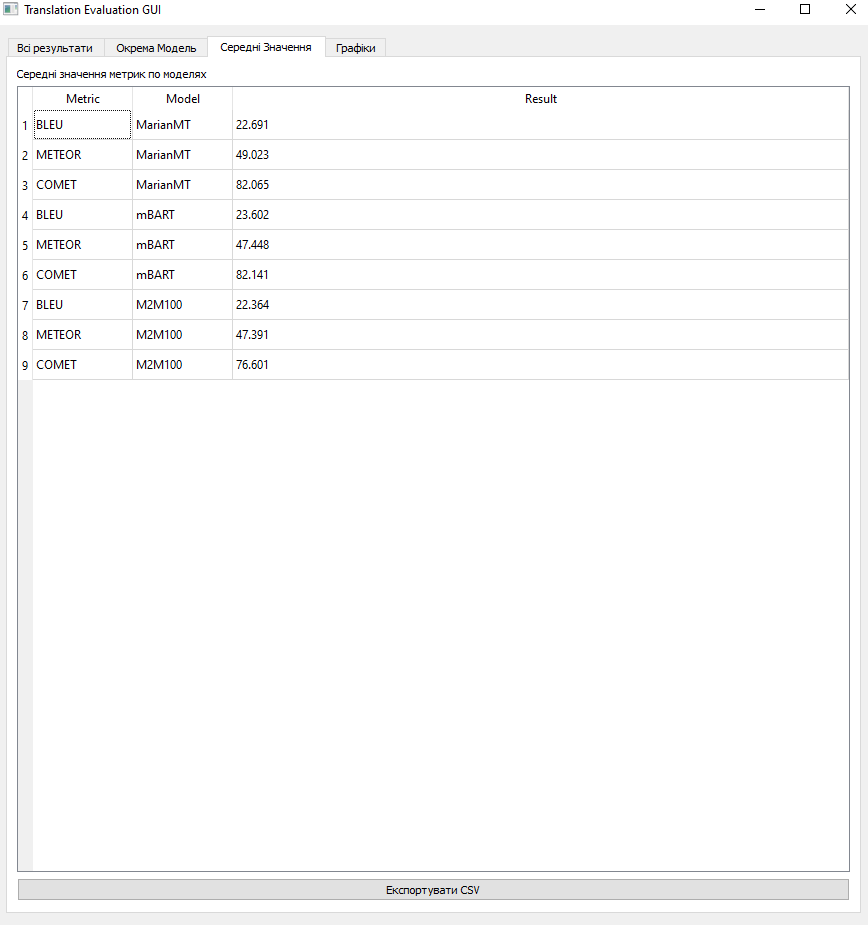 Translation Evaluation GUI
Всі результати Окрема Модель Середні Значення Графіки
Середні значення метрик по моделях
Metric Model Result
1 BLEU MarianMT 22.691
2 METEOR MarianMT 49.023
3 COMET MarianMT 82.065
4 BLEU mBART 23.602
5 METEOR mBART 47.448
6 COMET mBART 82.141
7 BLEU M2M100 22.364
8 METEOR M2M100 47.391
9 COMET M2M100 76.601
Експортувати CSV